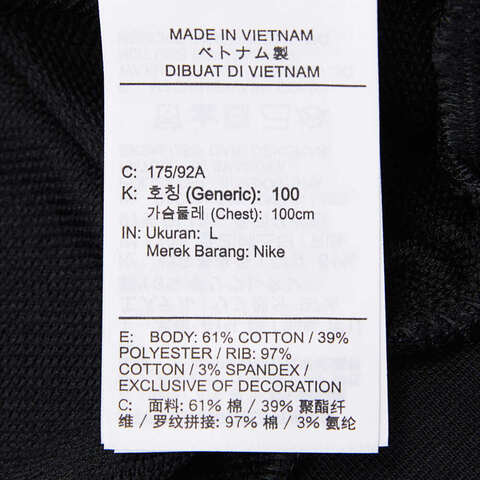 MADE IN VIETNAM
ベトナム製
DIBUAT DI VIETNAM
C: 175/92A
K: 호칭 (Generic): 100
가슴둘레 (Chest): 100cm
IN: Ukuran: L
Merek Barang: Nike
E: BODY: 61% COTTON / 39%
POLYESTER / RIB: 97%
COTTON / 3% SPANDEX /
EXCLUSIVE OF DECORATION
C: 面料: 61% 棉 / 39% 聚酯纤
维 / 罗纹拼接: 97% 棉 / 3% 氨纶